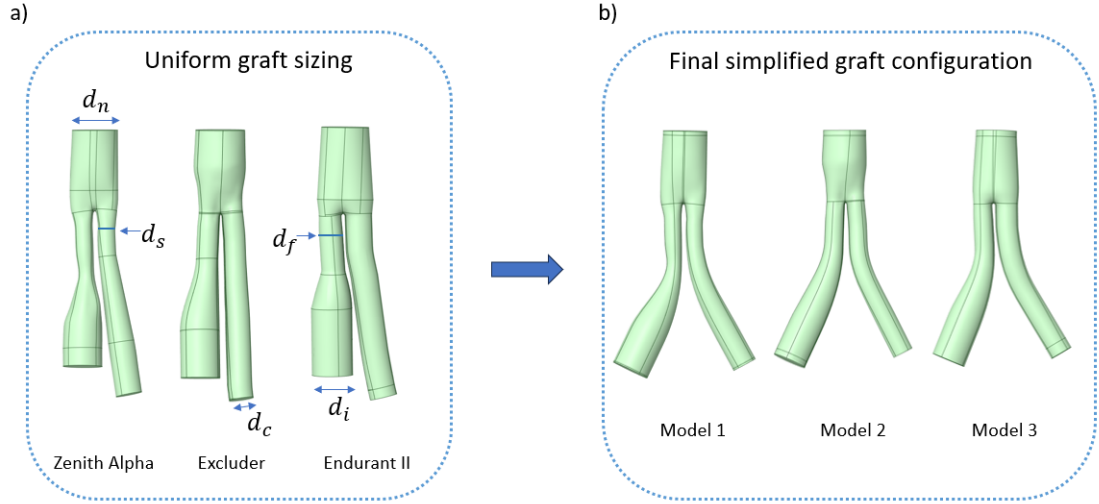 a)
Uniform graft sizing
d_n
d_s
d_f
d_i
d_c
Zenith Alpha
Excluder
Endurant II
b)
Final simplified graft configuration
Model 1
Model 2
Model 3